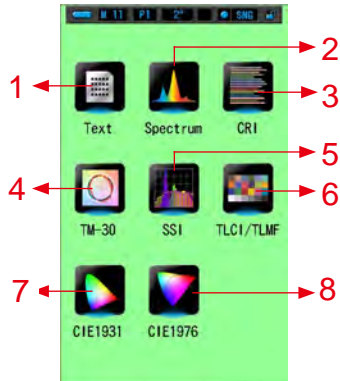 M 11 P1 2° SNG
2
1
3
Text Spectrum CRI
5
4
6
TM-30 SSI TLCI/TLMF
7
8
CIE1931 CIE1976